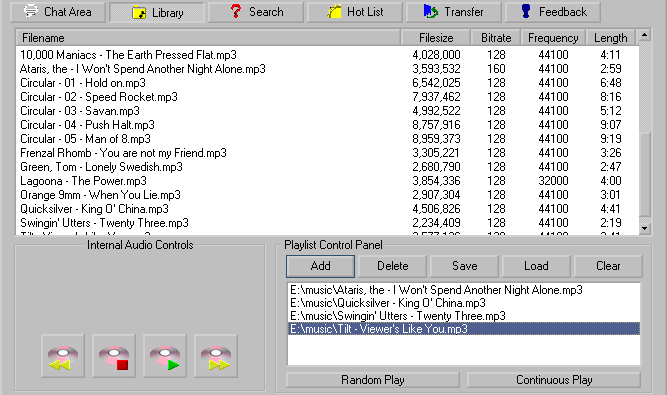 Chat Area Library Search Hot List Transfer Feedback
Filename Filesize Bitrate Frequency Length
10,000 Maniacs - The Earth Pressed Flat.mp3 4,028,000 128 44100 4:11
Ataris, the - I Won't Spend Another Night Alone.mp3 3,593,532 160 44100 2:59
Circular - 01 - Hold on.mp3 6,542,025 128 44100 6:48
Circular - 02 - Speed Rocket.mp3 7,937,462 128 44100 8:16
Circular - 03 - Savan.mp3 4,992,522 128 44100 5:12
Circular - 04 - Push Halt.mp3 8,757,916 128 44100 9:07
Circular - 05 - Man of 8.mp3 8,959,373 128 44100 9:19
Frenzal Rhomb - You are not my Friend.mp3 3,305,221 128 44100 3:26
Green, Tom - Lonely Swedish.mp3 2,680,790 128 44100 2:47
Lagoona - The Power.mp3 3,854,336 128 32000 4:00
Orange 9mm - When You Lie.mp3 2,907,304 128 44100 3:01
Quicksilver - King O' China.mp3 4,506,826 128 44100 4:41
Swingin' Utters - Twenty Three.mp3 2,234,409 128 44100 2:19
Internal Audio Controls
Playlist Control Panel
Add Delete Save Load Clear
E:\music\Ataris, the - I Won't Spend Another Night Alone.mp3
E:\music\Quicksilver - King O' China.mp3
E:\music\Swingin' Utters - Twenty Three.mp3
E:\music\Tilt - Viewer's Like You.mp3
Random Play Continuous Play